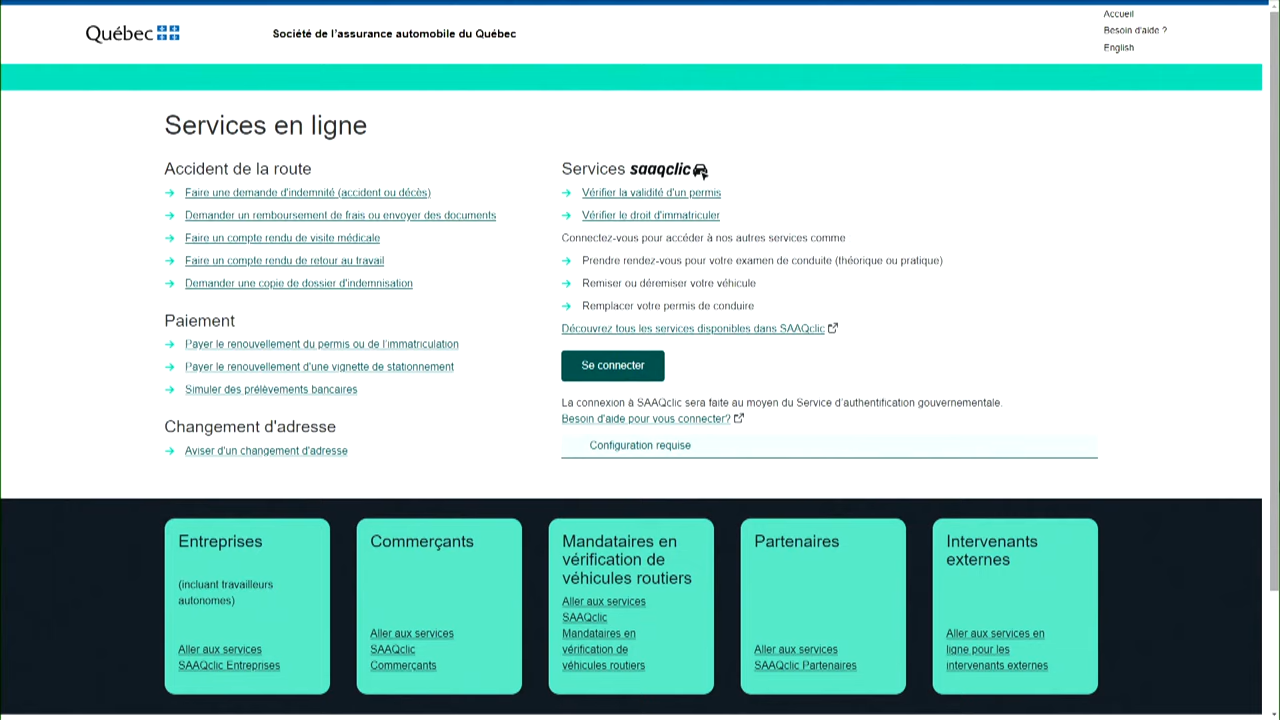 Québec
Société de l'assurance automobile du Québec
Accueil
Besoin d'aide ?
English
Services en ligne
Accident de la route
Faire une demande d'indemnité (accident ou décès)
Demander un remboursement de frais ou envoyer des documents
Faire un compte rendu de visite médicale
Faire un compte rendu de retour au travail
Demander une copie de dossier d'indemnisation
Paiement
Payer le renouvellement du permis ou de l'immatriculation
Payer le renouvellement d'une vignette de stationnement
Simuler des prélèvements bancaires
Changement d'adresse
Aviser d'un changement d'adresse
Services saaqclic
Vérifier la validité d'un permis
Vérifier le droit d'immatriculer
Connectez-vous pour accéder à nos autres services comme
Prendre rendez-vous pour votre examen de conduite (théorique ou pratique)
Remiser ou déremiser votre véhicule
Remplacer votre permis de conduire
Découvrez tous les services disponibles dans SAAQclic
Se connecter
La connexion à SAAQclic sera faite au moyen du Service d'authentification gouvernementale.
Besoin d'aide pour vous connecter?
Configuration requise
Entreprises
(incluant travailleurs
autonomes)
Aller aux services
SAAQclic Entreprises
Commerçants
Aller aux services
SAAQclic
Commerçants
Mandataires en
vérification de
véhicules routiers
Aller aux services
SAAQclic
Mandataires en
vérification de
véhicules routiers
Partenaires
Aller aux services
SAAQclic Partenaires
Intervenants
externes
Aller aux services en
ligne pour les
intervenants externes